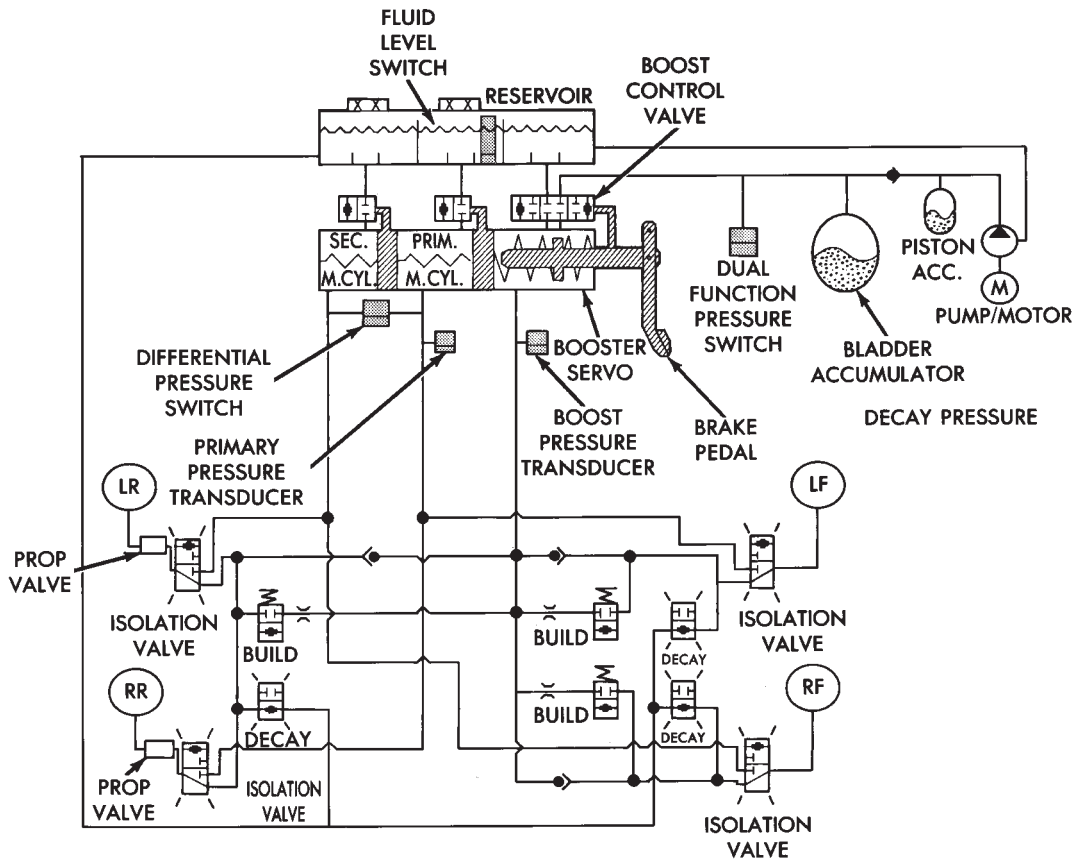 FLUID
LEVEL
SWITCH
RESERVOIR
BOOST
CONTROL
VALVE
SEC.
M.CYL.
PRIM.
M.CYL.
DUAL
FUNCTION
PRESSURE
SWITCH
PISTON
ACC.
M
PUMP/MOTOR
BLADDER
ACCUMULATOR
DECAY PRESSURE
DIFFERENTIAL
PRESSURE
SWITCH
BOOSTER
SERVO
PRIMARY
PRESSURE
TRANSDUCER
BOOST
PRESSURE
TRANSDUCER
BRAKE
PEDAL
LR
LF
PROP
VALVE
ISOLATION
VALVE
BUILD
BUILD
DECAY
ISOLATION
VALVE
RR
DECAY
BUILD
DECAY
RF
PROP
VALVE
ISOLATION
VALVE
ISOLATION
VALVE